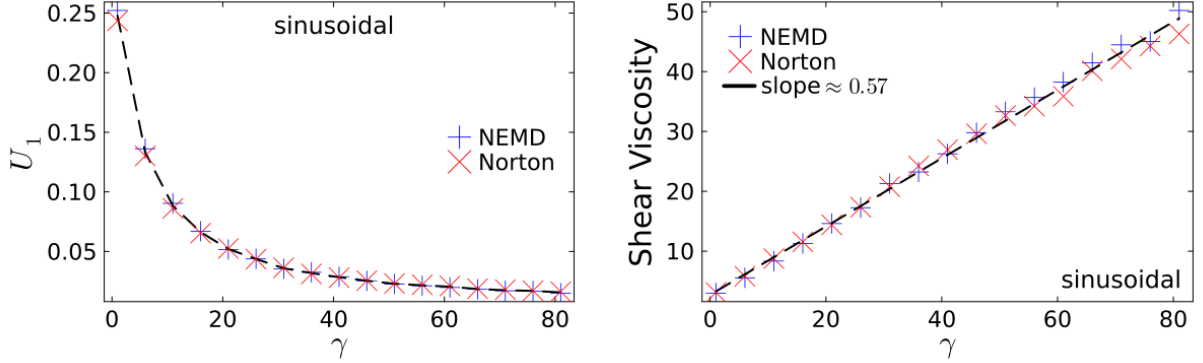 sinusoidal
0.25
0.20
0.15
0.10
0.05
U₁
NEMD
Norton
0 20 40 60 80
γ
50
40
30
20
10
Shear Viscosity
NEMD
Norton
slope ≈ 0.57
sinusoidal
0 20 40 60 80
γ